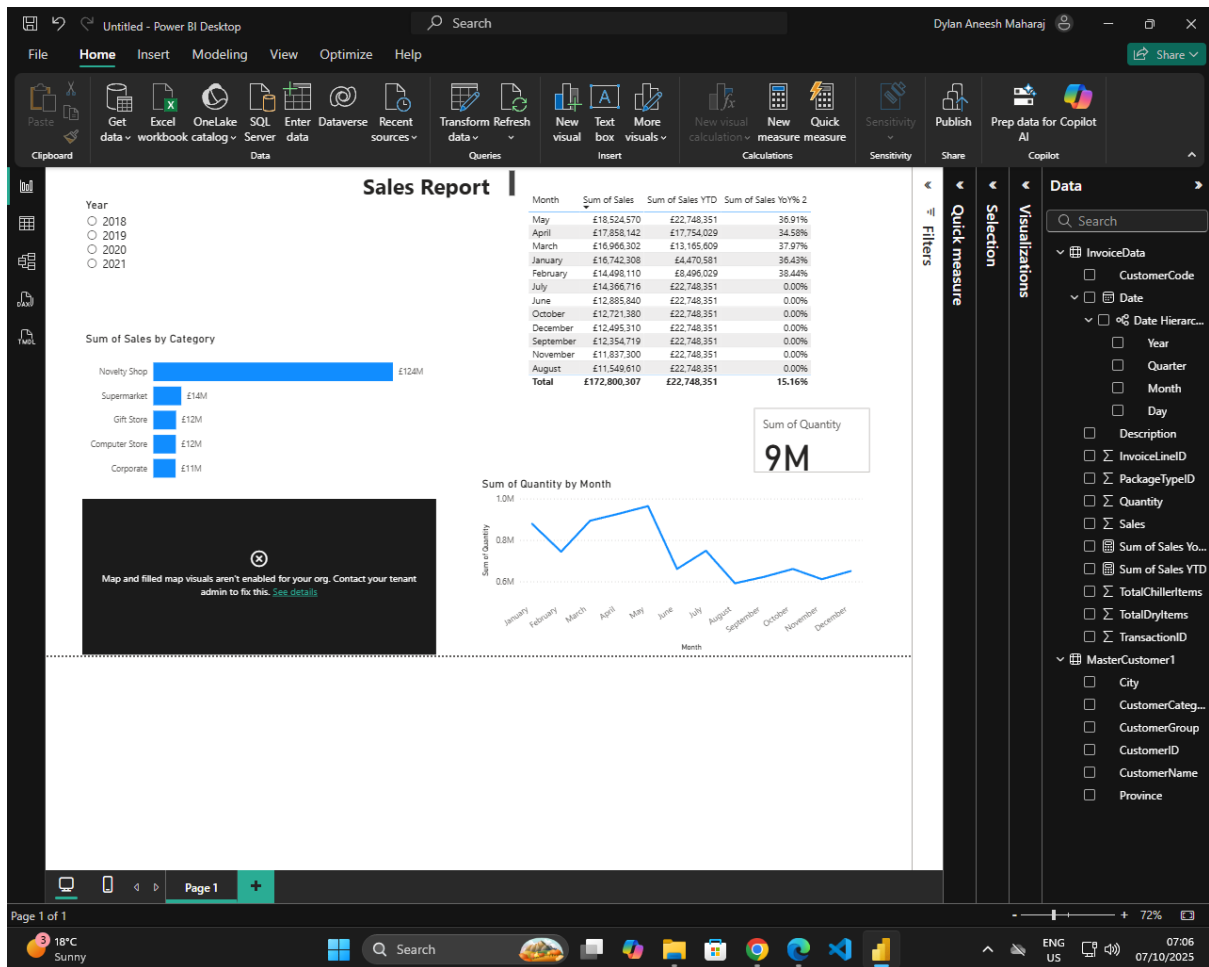 Untitled - Power BI Desktop
Search
Dylan Aneesh Maharaj
File Home Insert Modeling View Optimize Help
Share
Paste
Get data
Excel workbook
OneLake catalog
SQL Server
Enter data
Dataverse
Recent sources
Transform data
Refresh
New visual
Text box
More visuals
New visual calculation
New measure
Quick measure
Sensitivity
Publish
Prep data for AI
Copilot
Clipboard Data Queries Insert Calculations Sensitivity Share Copilot
Sales Report
Year
2018
2019
2020
2021
Month Sum of Sales Sum of Sales YTD Sum of Sales YoY% 2
May £18,524,570 £22,748,351 36.91%
April £17,858,142 £17,754,029 34.58%
March £16,966,302 £13,165,609 37.97%
January £16,742,308 £4,470,581 36.43%
February £14,498,110 £8,496,029 38.44%
July £14,366,716 £22,748,351 0.00%
June £12,885,840 £22,748,351 0.00%
October £12,721,380 £22,748,351 0.00%
December £12,495,310 £22,748,351 0.00%
September £12,354,719 £22,748,351 0.00%
November £11,837,300 £22,748,351 0.00%
August £11,549,610 £22,748,351 0.00%
Total £172,800,307 £22,748,351 15.16%
Sum of Sales by Category
Novelty Shop £124M
Supermarket £14M
Gift Store £12M
Computer Store £12M
Corporate £11M
Sum of Quantity
9M
Map and filled map visuals aren't enabled for your org. Contact your tenant
admin to fix this. See details
Sum of Quantity by Month
1.0M
0.8M
0.6M
Sum of Quantity
January February March April May June July August September October November December
Month
Filters
Quick measure
Selection
Visualizations
Data
Search
InvoiceData
CustomerCode
Date
Date Hierarc...
Year
Quarter
Month
Day
Description
InvoiceLineID
PackageTypeID
Quantity
Sales
Sum of Sales Yo...
Sum of Sales YTD
TotalChillerItems
TotalDryItems
TransactionID
MasterCustomer1
City
CustomerCateg...
CustomerGroup
CustomerID
CustomerName
Province
Page 1
Page 1 of 1
- + 72%
3
18°C
Sunny
Search
ENG
US
07:06
07/10/2025